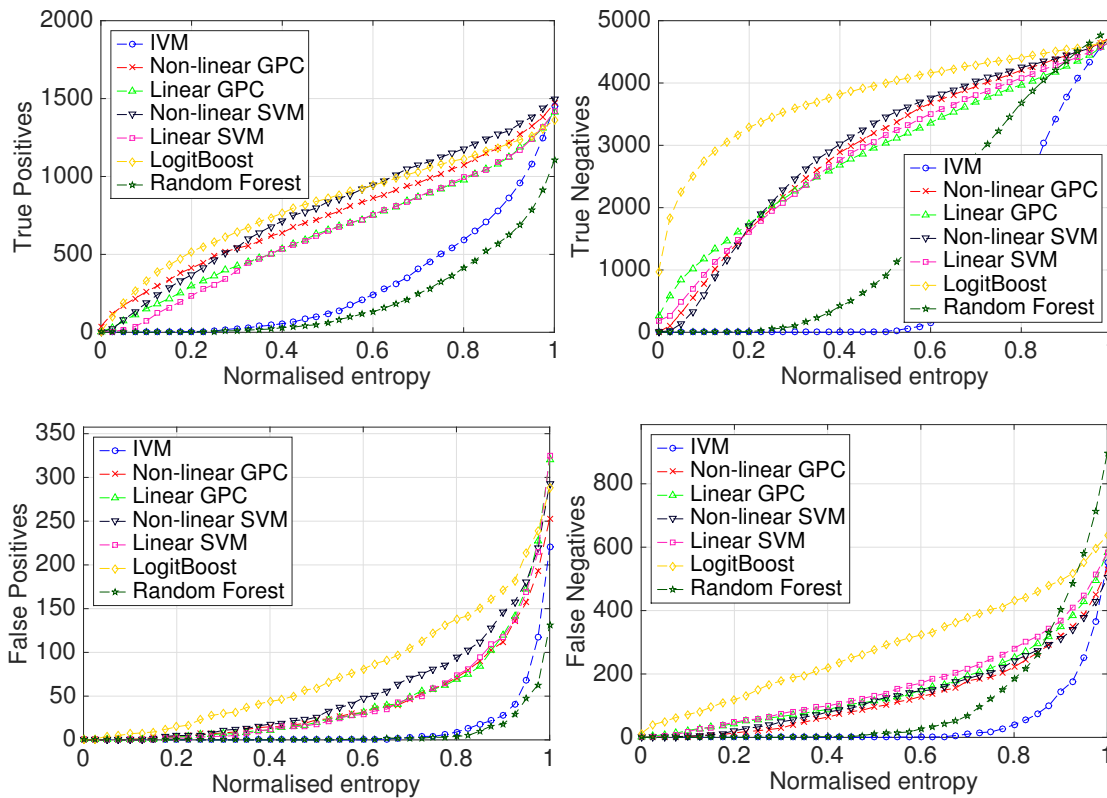 2000
1500
1000
500
0
True Positives
IVM
Non-linear GPC
Linear GPC
Non-linear SVM
Linear SVM
LogitBoost
Random Forest
0 0.2 0.4 0.6 0.8 1
Normalised entropy
5000
4000
3000
2000
1000
0
True Negatives
IVM
Non-linear GPC
Linear GPC
Non-linear SVM
Linear SVM
LogitBoost
Random Forest
0 0.2 0.4 0.6 0.8
Normalised entropy
350
300
250
200
150
100
50
0
False Positives
IVM
Non-linear GPC
Linear GPC
Non-linear SVM
Linear SVM
LogitBoost
Random Forest
0 0.2 0.4 0.6 0.8 1
Normalised entropy
800
600
400
200
0
False Negatives
IVM
Non-linear GPC
Linear GPC
Non-linear SVM
Linear SVM
LogitBoost
Random Forest
0 0.2 0.4 0.6 0.8 1
Normalised entropy